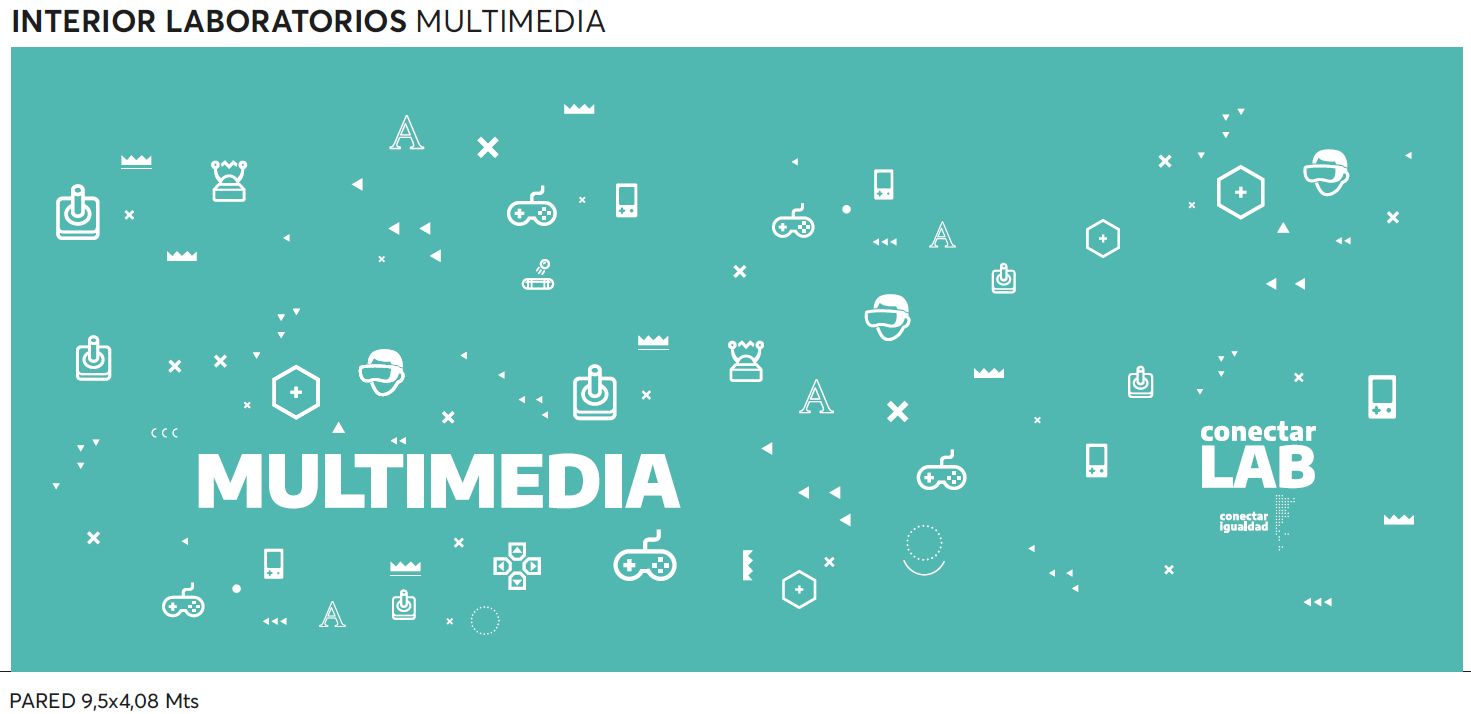 INTERIOR LABORATORIOS MULTIMEDIA
A
A
A
MULTIMEDIA
conectar
LAB
conectar
igualdad
A
PARED 9,5x4,08 Mts